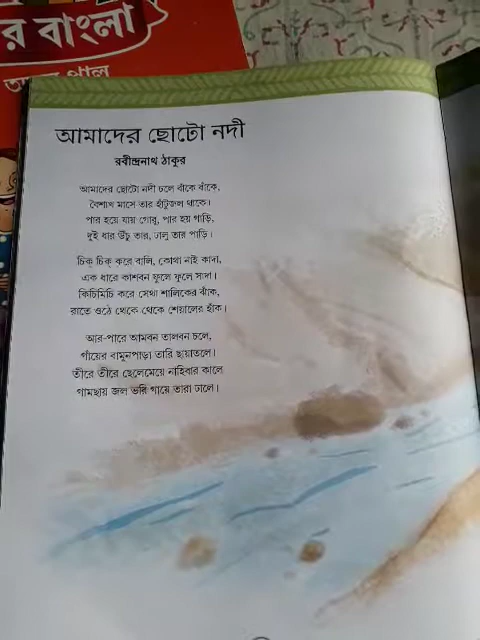 র বাংলা
আমাদের ছোটো নদী
রবীন্দ্রনাথ ঠাকুর
আমাদের ছোটো নদী চলে বাঁকে বাঁকে,
বৈশাখ মাসে তার হাঁটুজল থাকে।
পার হয়ে যায় গোরু, পার হয় গাড়ি,
দুই ধার উঁচু তার, ঢালু তার পাড়ি।
চিক্ চিক্ করে বালি, কোথা নাই কাদা,
এক ধারে কাশবন ফুলে ফুলে সাদা।
কিচিমিচি করে সেথা শালিকের ঝাঁক,
রাতে ওঠে থেকে থেকে শেয়ালের হাঁক।
আর-পারে আমবন তালবন চলে,
গাঁয়ের বামুনপাড়া তারি ছায়াতলে।
তীরে তীরে ছেলেমেয়ে নাহিবার কালে
গামছায় জল ভরি গায়ে তারা ঢালে।